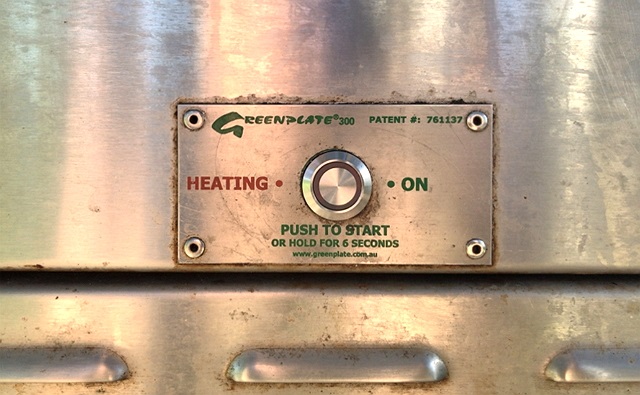 GREENPLATE®300 PATENT #: 761137
HEATING • • ON
PUSH TO START
OR HOLD FOR 6 SECONDS
www.greenplate.com.au